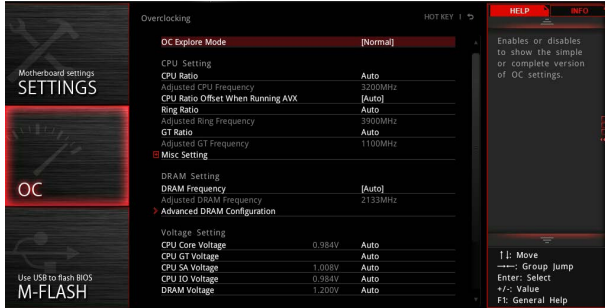 Motherboard settings
SETTINGS
OC
Use USB to flash BIOS
M-FLASH
Overclocking
HOT KEY |
OC Explore Mode [Normal]
CPU Setting
CPU Ratio Auto
Adjusted CPU Frequency 3200MHz
CPU Ratio Offset When Running AVX [Auto]
Ring Ratio Auto
Adjusted Ring Frequency 3900MHz
GT Ratio Auto
Adjusted GT Frequency 1100MHz
Misc Setting
DRAM Setting
DRAM Frequency [Auto]
Adjusted DRAM Frequency 2133MHz
Advanced DRAM Configuration
Voltage Setting
CPU Core Voltage 0.984V Auto
CPU GT Voltage Auto
CPU SA Voltage 1.008V Auto
CPU IO Voltage 0.984V Auto
DRAM Voltage 1.200V Auto
HELP
INFO
Enables or disables
to show the simple
or complete version
of OC settings.
↑↓: Move
→←: Group Jump
Enter: Select
+/-: Value
F1: General Help